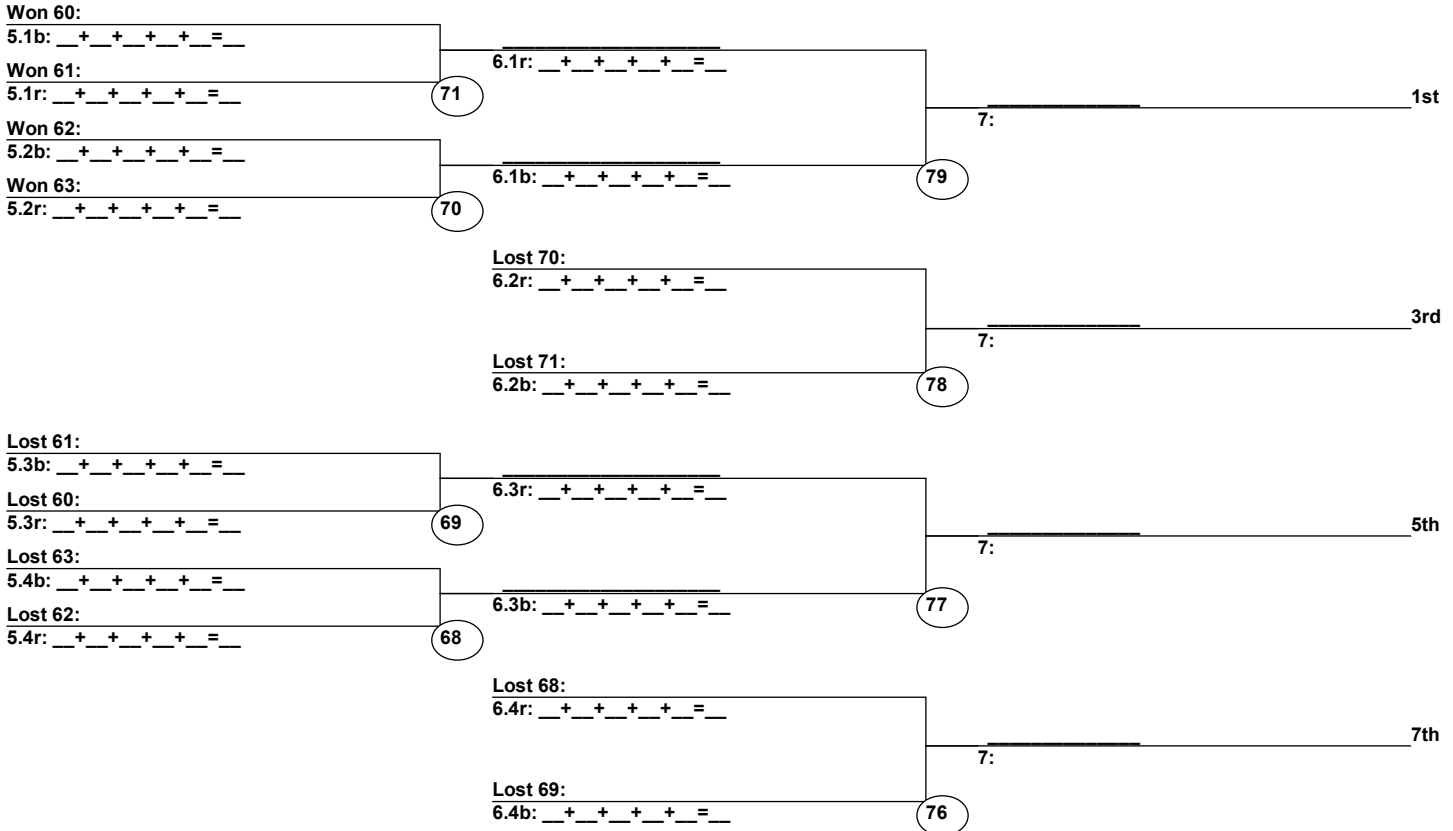 Won 60:
5.1b: __+__+__+__+__=__
____________________
6.1r: __+__+__+__+__=__
Won 61:
5.1r: __+__+__+__+__=__
71
______________
7:
1st
Won 62:
5.2b: __+__+__+__+__=__
____________________
6.1b: __+__+__+__+__=__
79
Won 63:
5.2r: __+__+__+__+__=__
70
Lost 70:
6.2r: __+__+__+__+__=__
______________
7:
3rd
Lost 71:
6.2b: __+__+__+__+__=__
78
Lost 61:
5.3b: __+__+__+__+__=__
____________________
6.3r: __+__+__+__+__=__
Lost 60:
5.3r: __+__+__+__+__=__
69
______________
7:
5th
Lost 63:
5.4b: __+__+__+__+__=__
____________________
6.3b: __+__+__+__+__=__
77
Lost 62:
5.4r: __+__+__+__+__=__
68
Lost 68:
6.4r: __+__+__+__+__=__
______________
7:
7th
Lost 69:
6.4b: __+__+__+__+__=__
76